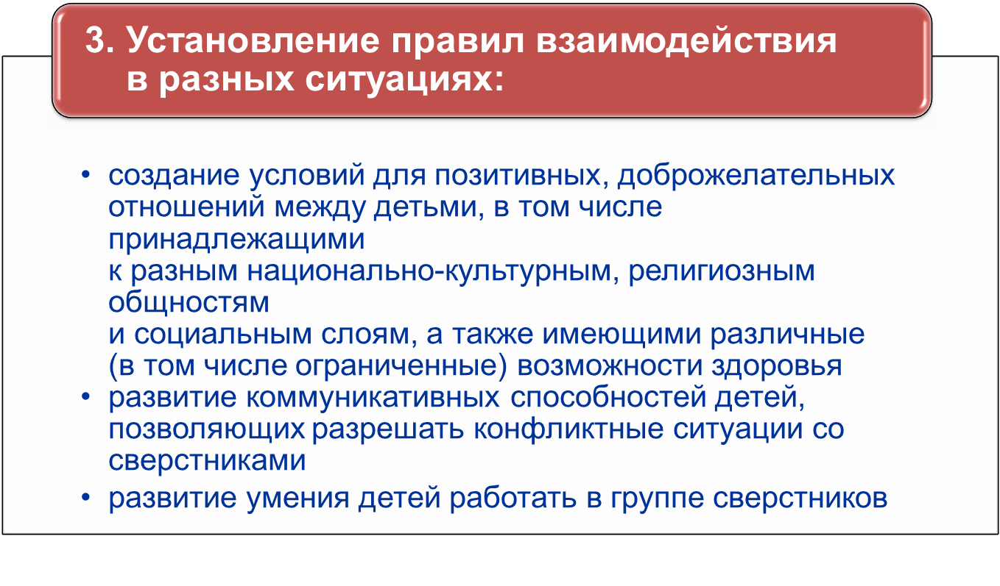 3. Установление правил взаимодействия
в разных ситуациях:
• создание условий для позитивных, доброжелательных
отношений между детьми, в том числе
принадлежащими
к разным национально-культурным, религиозным
общностям
и социальным слоям, а также имеющими различные
(в том числе ограниченные) возможности здоровья
• развитие коммуникативных способностей детей,
позволяющих разрешать конфликтные ситуации со
сверстниками
• развитие умения детей работать в группе сверстников